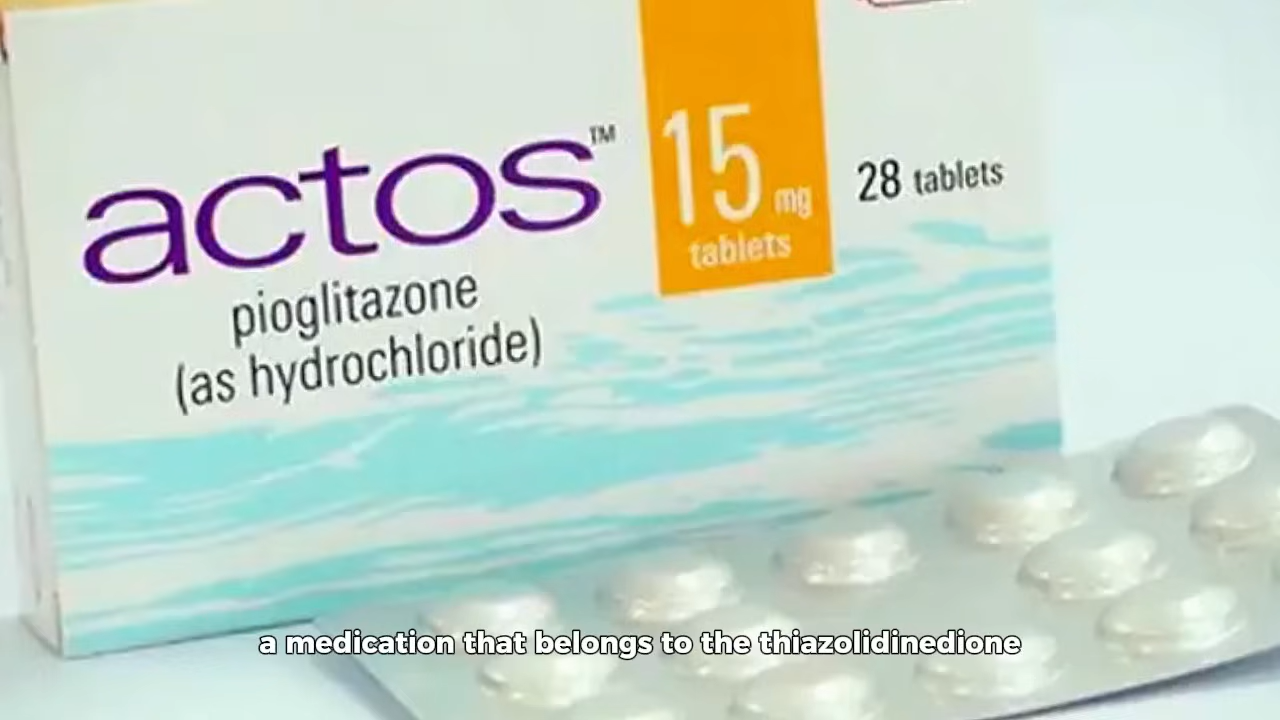 actos™
pioglitazone
(as hydrochloride)
15 mg
tablets
28 tablets
a medication that belongs to the thiazolidinedione